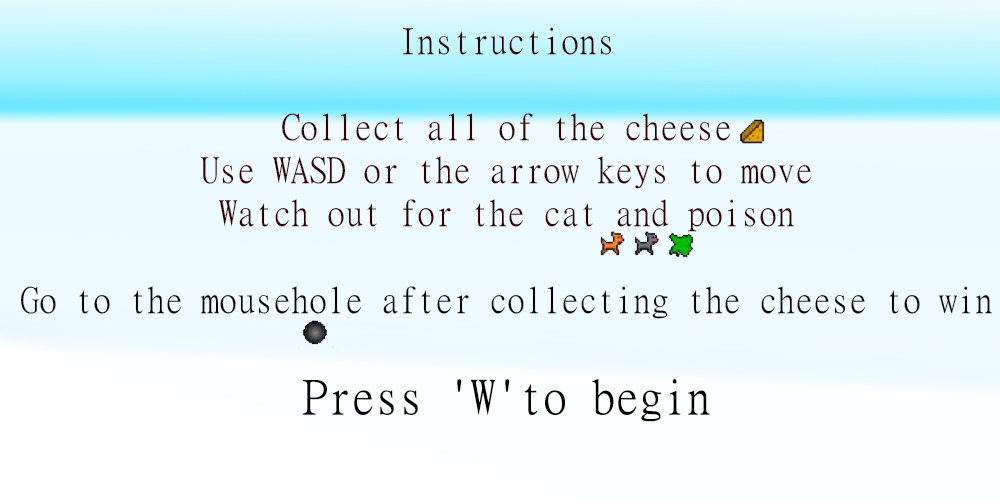 Instructions
Collect all of the cheese
Use WASD or the arrow keys to move
Watch out for the cat and poison
Go to the mousehole after collecting the cheese to win
Press 'W'to begin